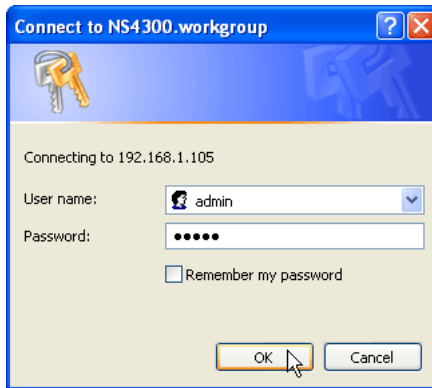 Connect to NS4300.workgroup
Connecting to 192.168.1.105
User name: admin
Password: •••••
Remember my password
OK Cancel